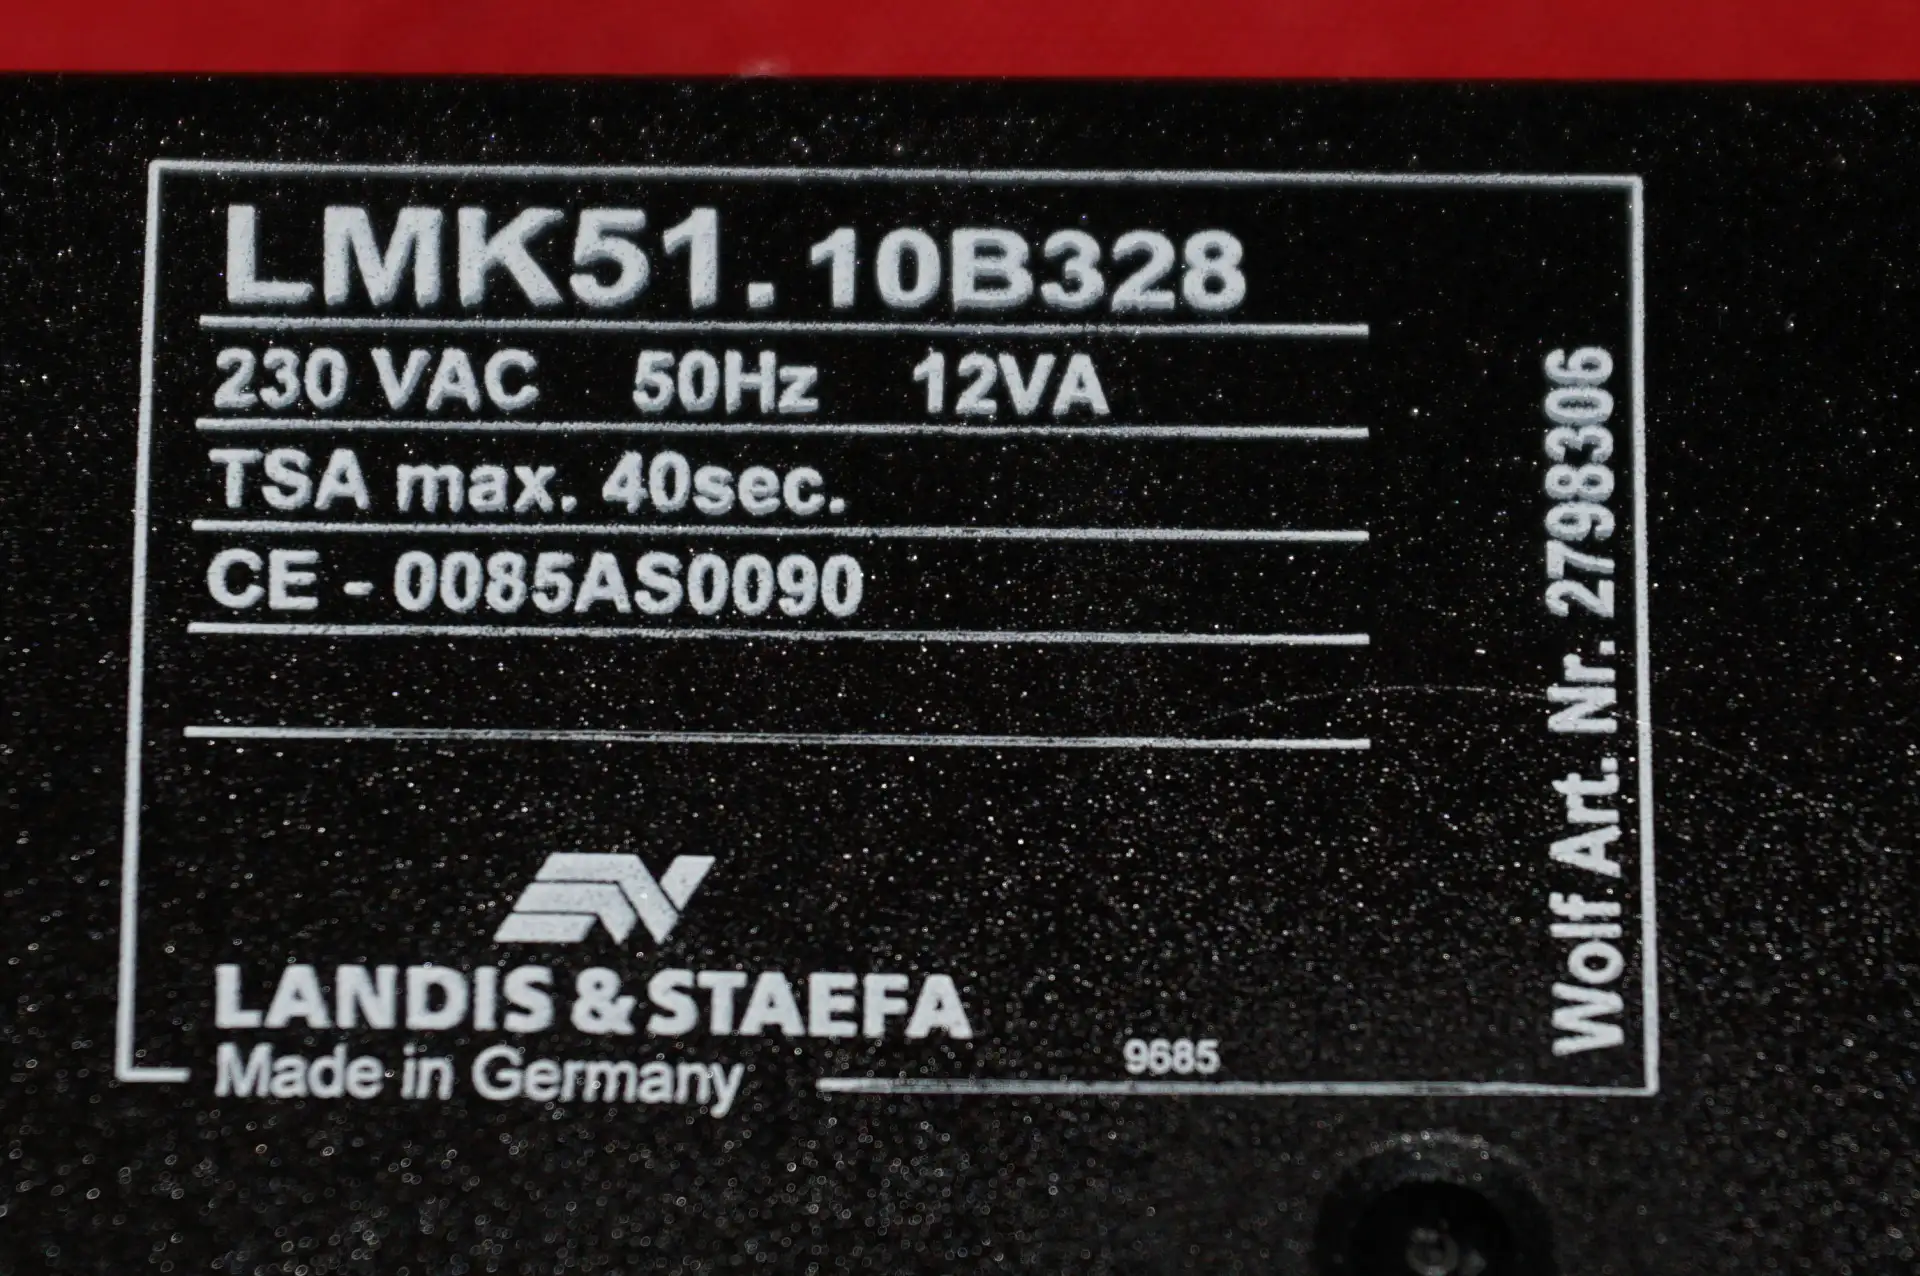 LMK51.10B328
230 VAC 50Hz 12VA
TSA max. 40sec.
CE - 0085AS0090
LANDIS & STAEFA
Made in Germany
9685
Wolf Art. Nr. 2798306